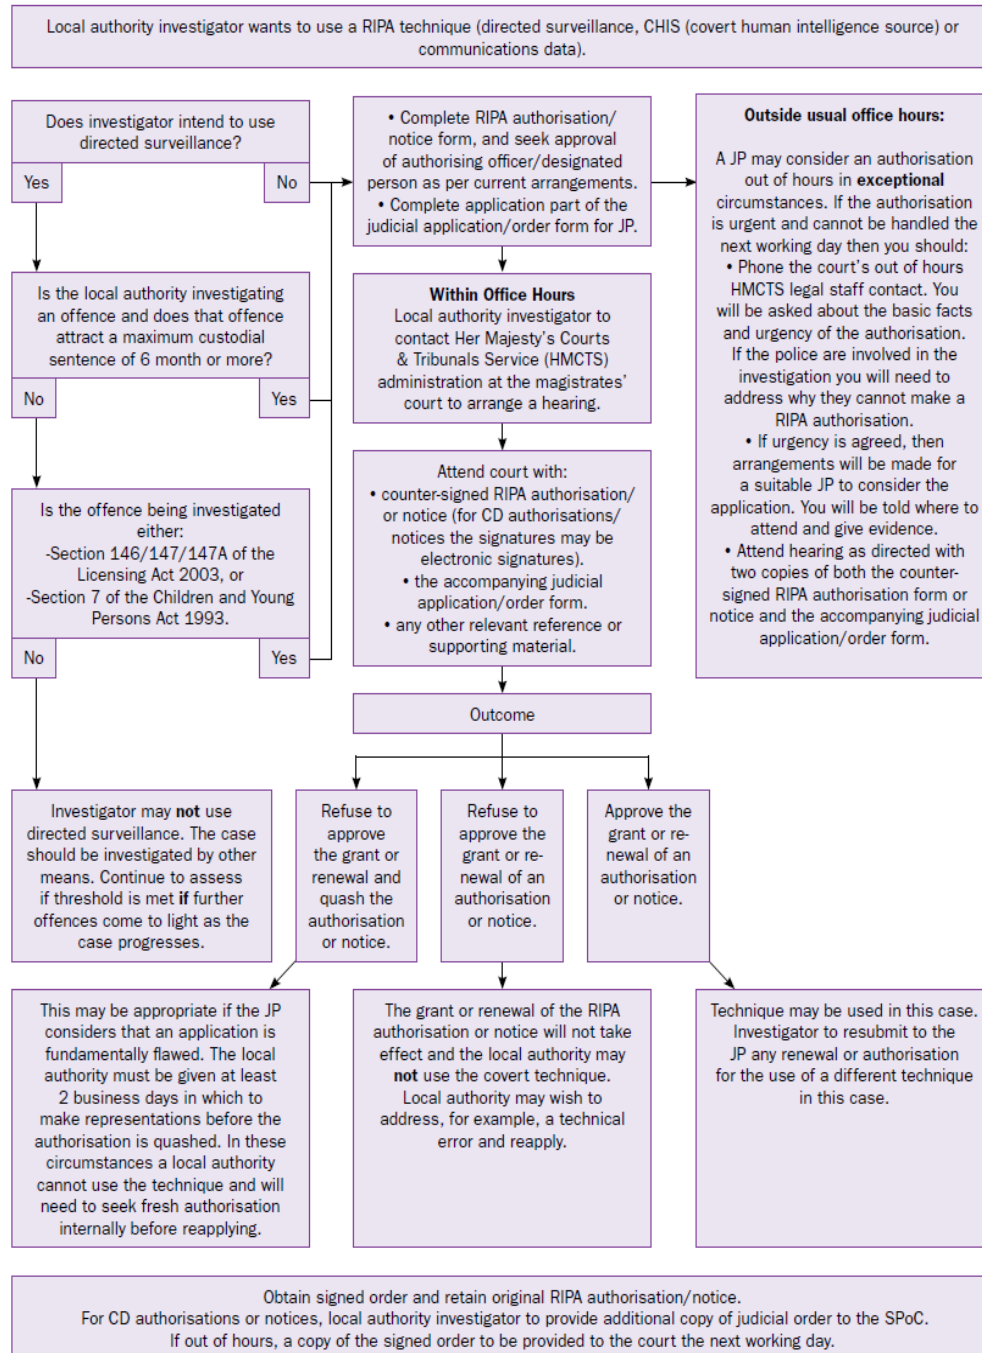 Local authority investigator wants to use a RIPA technique (directed surveillance, CHIS (covert human intelligence source) or
communications data).
Does investigator intend to use
directed surveillance?
Yes
No
Is the local authority investigating
an offence and does that offence
attract a maximum custodial
sentence of 6 month or more?
No
Yes
Is the offence being investigated
either:
-Section 146/147/147A of the
Licensing Act 2003, or
-Section 7 of the Children and Young
Persons Act 1993.
No
Yes
• Complete RIPA authorisation/
notice form, and seek approval
of authorising officer/designated
person as per current arrangements.
• Complete application part of the
judicial application/order form for JP.
Within Office Hours
Local authority investigator to
contact Her Majesty's Courts
& Tribunals Service (HMCTS)
administration at the magistrates'
court to arrange a hearing.
Attend court with:
• counter-signed RIPA authorisation/
or notice (for CD authorisations/
notices the signatures may be
electronic signatures).
• the accompanying judicial
application/order form.
• any other relevant reference or
supporting material.
Outside usual office hours:
A JP may consider an authorisation
out of hours in exceptional
circumstances. If the authorisation
is urgent and cannot be handled the
next working day then you should:
• Phone the court's out of hours
HMCTS legal staff contact. You
will be asked about the basic facts
and urgency of the authorisation.
If the police are involved in the
investigation you will need to
address why they cannot make a
RIPA authorisation.
• If urgency is agreed, then
arrangements will be made for
a suitable JP to consider the
application. You will be told where to
attend and give evidence.
• Attend hearing as directed with
two copies of both the counter-
signed RIPA authorisation form or
notice and the accompanying judicial
application/order form.
Outcome
Investigator may not use
directed surveillance. The case
should be investigated by other
means. Continue to assess
if threshold is met if further
offences come to light as the
case progresses.
Refuse to
approve
the grant or
renewal and
quash the
authorisation
or notice.
Refuse to
approve the
grant or re-
newal of an
authorisation
or notice.
Approve the
grant or re-
newal of an
authorisation
or notice.
This may be appropriate if the JP
considers that an application is
fundamentally flawed. The local
authority must be given at least
2 business days in which to
make representations before the
authorisation is quashed. In these
circumstances a local authority
cannot use the technique and will
need to seek fresh authorisation
internally before reapplying.
The grant or renewal of the RIPA
authorisation or notice will not take
effect and the local authority may
not use the covert technique.
Local authority may wish to
address, for example, a technical
error and reapply.
Technique may be used in this case.
Investigator to resubmit to the
JP any renewal or authorisation
for the use of a different technique
in this case.
Obtain signed order and retain original RIPA authorisation/notice.
For CD authorisations or notices, local authority investigator to provide additional copy of judicial order to the SPoC.
If out of hours, a copy of the signed order to be provided to the court the next working day.